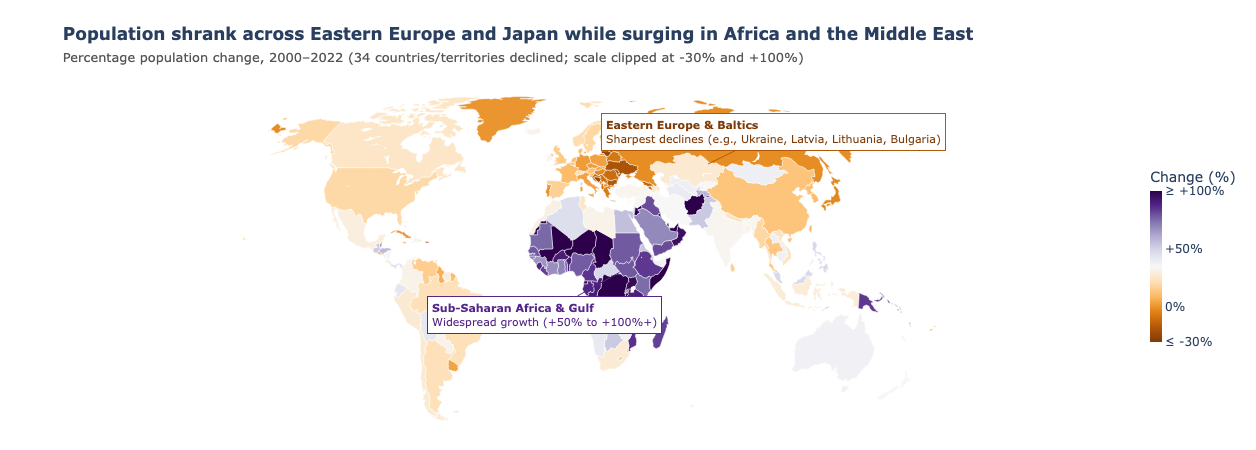 Population shrank across Eastern Europe and Japan while surging in Africa and the Middle East
Percentage population change, 2000–2022 (34 countries/territories declined; scale clipped at -30% and +100%)
Eastern Europe & Baltics
Sharpest declines (e.g., Ukraine, Latvia, Lithuania, Bulgaria)
Sub-Saharan Africa & Gulf
Widespread growth (+50% to +100%+)
Change (%)
≥ +100%
+50%
0%
≤ -30%